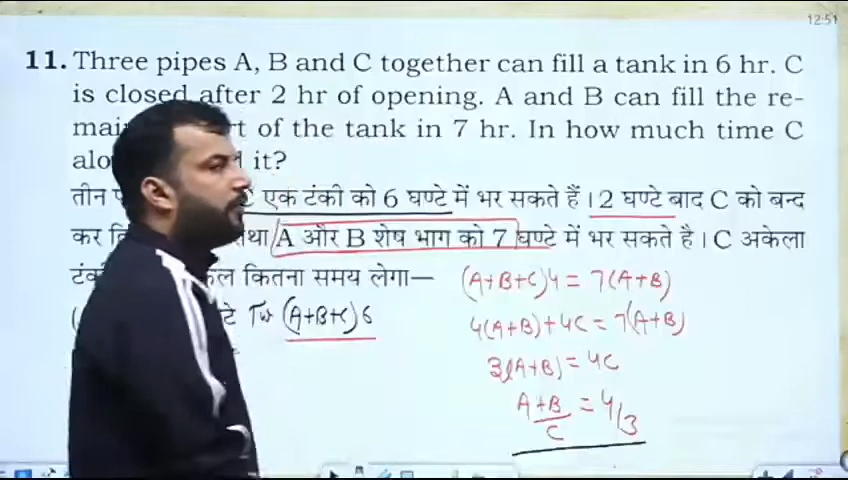 12:51
11. Three pipes A, B and C together can fill a tank in 6 hr. C
is closed after 2 hr of opening. A and B can fill the re-
of the tank in 7 hr. In how much time C
it?
तीन एक टंकी को 6 घण्टे में भर सकते हैं। 2 घण्टे बाद C को बन्द
कर A और B शेष भाग को 7 घण्टे में भर सकते है। C अकेला
कितना समय लेगा—
(A+B+C)4 = 7(A+B)
TW (A+B+C)6
4(A+B)+4C = 7(A+B)
3(A+B) = 4C
A+B/C = 4/3